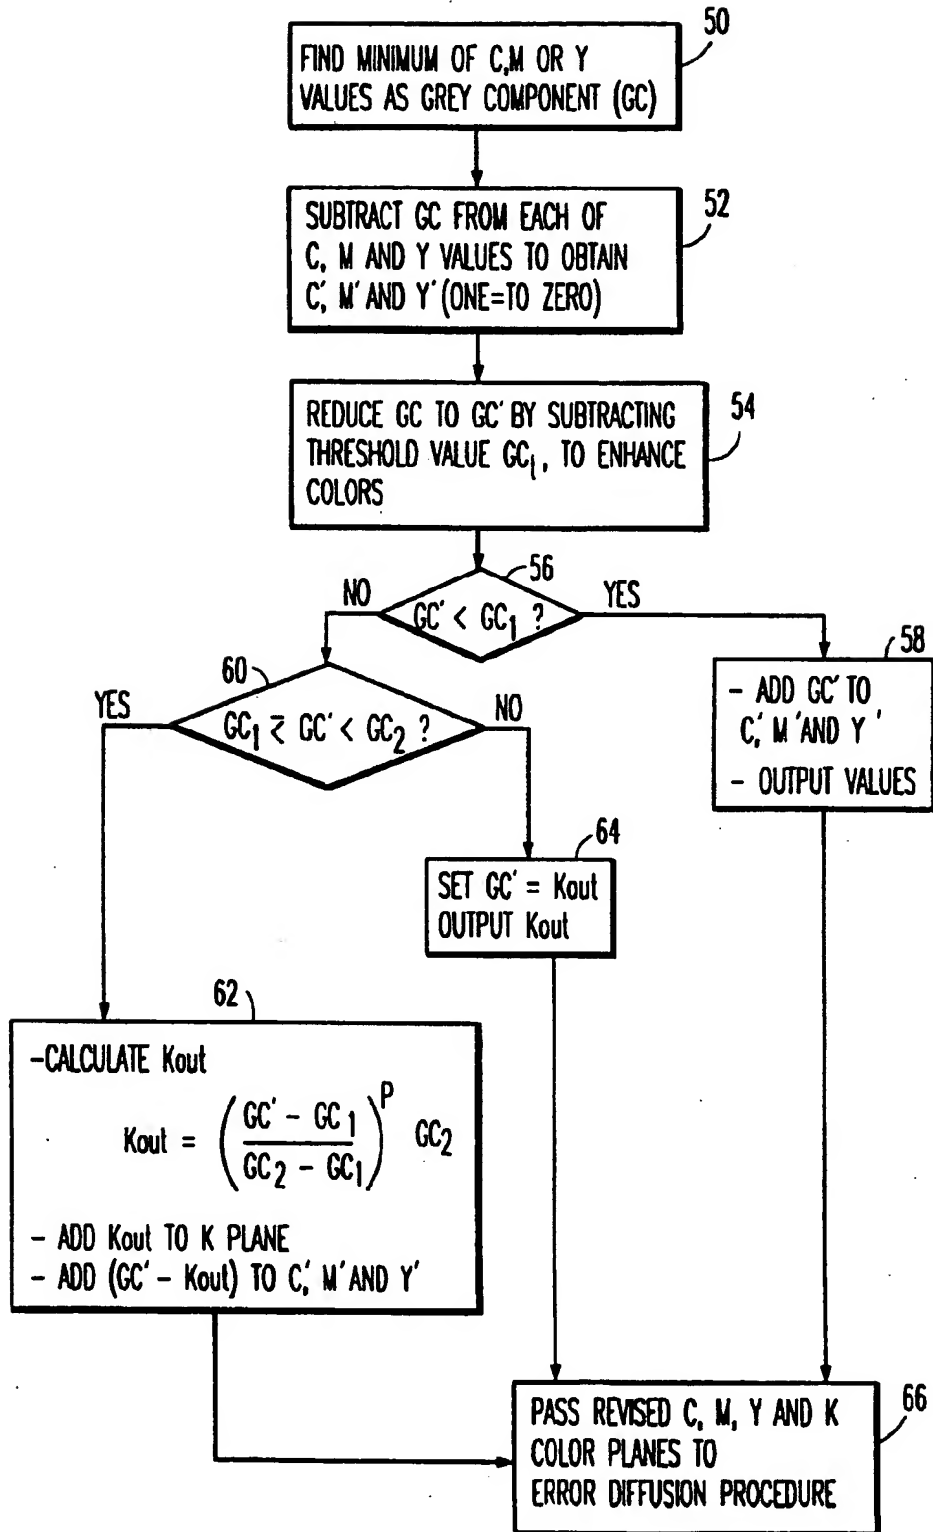 50
FIND MINIMUM OF C,M OR Y
VALUES AS GREY COMPONENT (GC)
52
SUBTRACT GC FROM EACH OF
C, M AND Y VALUES TO OBTAIN
C', M' AND Y' (ONE=TO ZERO)
54
REDUCE GC TO GC' BY SUBTRACTING
THRESHOLD VALUE GCt, TO ENHANCE
COLORS
56
NO
GC' < GC1 ?
YES
58
- ADD GC' TO
C', M' AND Y'
- OUTPUT VALUES
60
YES
GC1 ⋜ GC' < GC2 ?
NO
64
SET GC' = Kout
OUTPUT Kout
62
-CALCULATE Kout
Kout = ((GC' - GC1)/(GC2 - GC1))^P GC2
- ADD Kout TO K PLANE
- ADD (GC' - Kout) TO C', M' AND Y'
66
PASS REVISED C, M, Y AND K
COLOR PLANES TO
ERROR DIFFUSION PROCEDURE